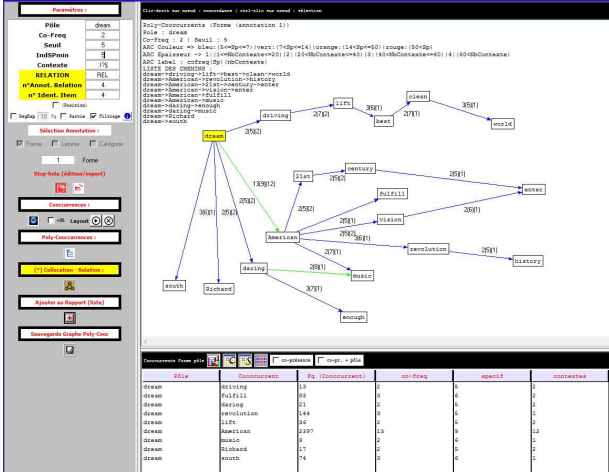 Paramètres :
Pôle dream
Co-Freq 2
Seuil 5
IndSPmin 5
Contexte !?§
RELATION REL
n°Annot. Relation 4
n° Ident. Item 4
(Position)
RegExp 10 Fq Partie Filtrage
Sélection Annotation :
Forme Lemme Catégorie
1 Forme
Stop-liste (édition/import)
Cooccurrences :
Layout
Poly-Cooccurrences :
(*) Collocation - Relation :
Ajouter au Rapport (liste)
Sauvegarde Graphe Poly-Cooc
Clic-droit sur noeud : concordance | ctrl-clic sur noeud : sélection
Poly-Cooccurrents (Forme (annotation 1))
Pole : dream
Co-Freq : 2 | Seuil : 5
ARC Couleur => bleu:(5<=Sp<=7)|vert:(7<Sp<=14)|orange:(14<Sp<=50)|rouge:(50<Sp)
ARC Epaisseur -> 1:(1<=NbContexte<=20)|2:(20<NbContexte<=40)|3:(40<NbContexte<=60)|4:(60<NbContexte)
ARC label : cofreq(Sp)(nbContexte)
LISTE DES CHEMINS :
dream->driving->lift->best->clean->world
dream->American->revolution->history
dream->American->21st->century->enter
dream->American->vision->enter
dream->American->fulfill
dream->American->music
dream->daring->enough
dream->daring->music
dream->Richard
dream->south
clean
lift
3(6)(1)
3(5)(1)
driving
2(7)(2)
best
2(7)(1)
world
dream
2(5)(2)
13(9)(12)
century
21st
2(5)(2)
2(5)(1)
enter
fulfill
2(5)(2)
3(6)(1)
2(5)(2)
2(5)(2)
2(5)(2)
vision
2(6)(1)
American
2(5)(2)
3(6)(1)
revolution
2(5)(1)
history
2(7)(1)
daring
2(8)(1)
music
south
Richard
3(7)(1)
enough
Cooccurrents Forme pôle C S co-présence co-pr. + pôle
Pôle Cooccurrent Fq (Cooccurrent) co-freq specif contextes
dream driving 13 2 5 2
dream fulfill 83 3 6 2
dream daring 21 2 5 2
dream revolution 144 3 5 1
dream lift 36 2 5 2
dream American 2397 13 9 12
dream music 8 2 6 1
dream Richard 17 2 5 2
dream south 74 3 6 1